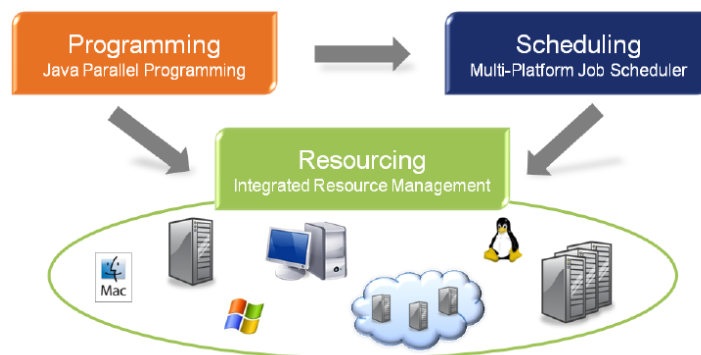 Programming
Java Parallel Programming
Scheduling
Multi-Platform Job Scheduler
Resourcing
Integrated Resource Management
Mac